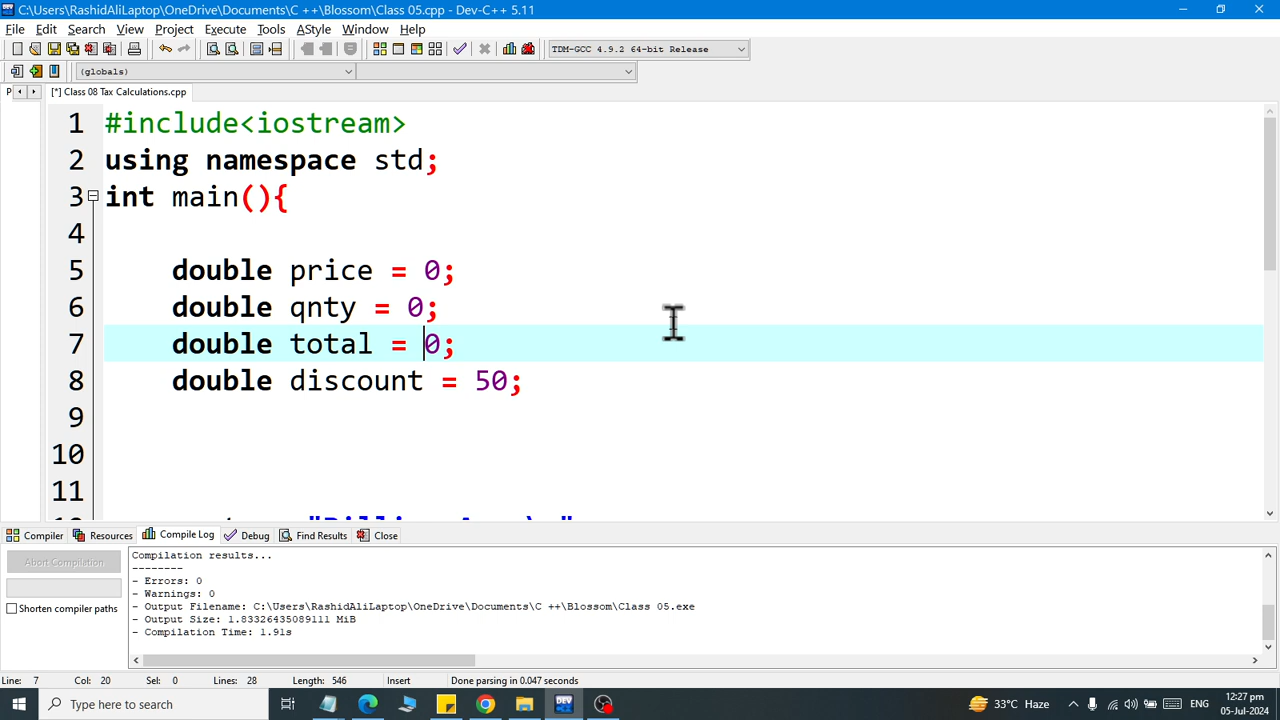 C:\Users\RashidAliLaptop\OneDrive\Documents\C ++\Blossom\Class 05.cpp - Dev-C++ 5.11
File Edit Search View Project Execute Tools AStyle Window Help
TDM-GCC 4.9.2 64-bit Release
(globals)
P [*] Class 08 Tax Calculations.cpp
1 #include<iostream>
2 using namespace std;
3 int main(){
4
5 double price = 0;
6 double qnty = 0;
7 double total = 0;
8 double discount = 50;
9
10
11
Compiler Resources Compile Log Debug Find Results Close
Abort Compilation
Shorten compiler paths
Compilation results...
--------
- Errors: 0
- Warnings: 0
- Output Filename: C:\Users\RashidAliLaptop\OneDrive\Documents\C ++\Blossom\Class 05.exe
- Output Size: 1.83326435089111 MiB
- Compilation Time: 1.91s
Line: 7 Col: 20 Sel: 0 Lines: 28 Length: 546 Insert Done parsing in 0.047 seconds
Type here to search
DEV
33°C Haze
ENG
12:27 pm
05-Jul-2024